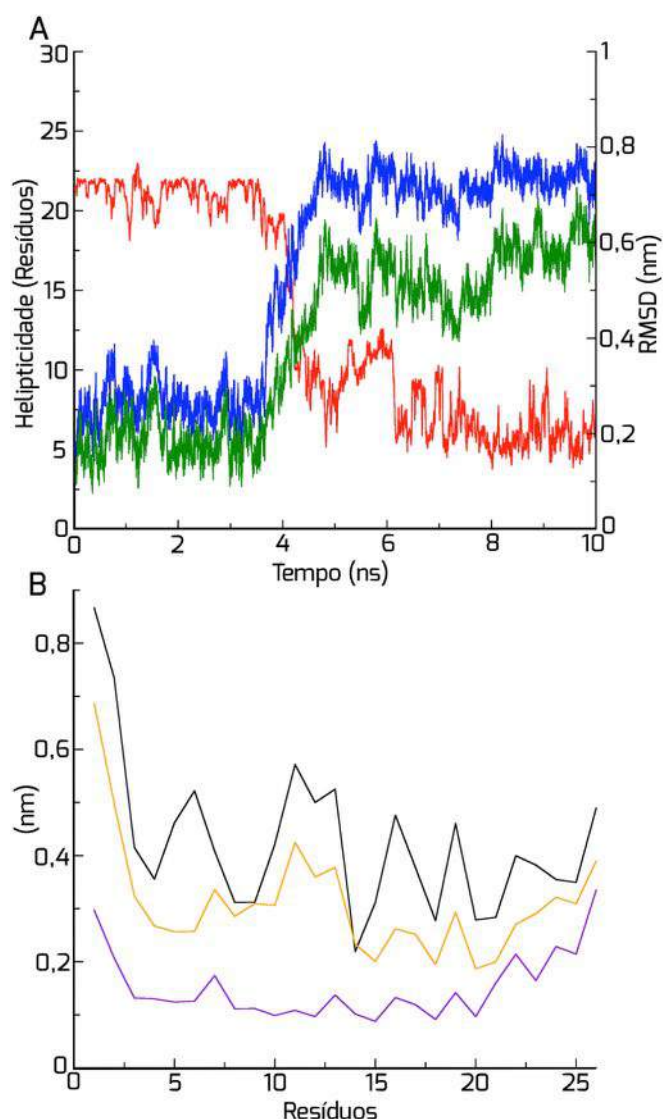 A
30
25
20
15
10
5
0
Helipticidade (Resíduos)
1
0,8
0,6
0,4
0,2
0
RMSD (nm)
0 2 4 6 8 10
Tempo (ns)
B
0,8
0,6
0,4
0,2
0
(nm)
0 5 10 15 20 25
Resíduos